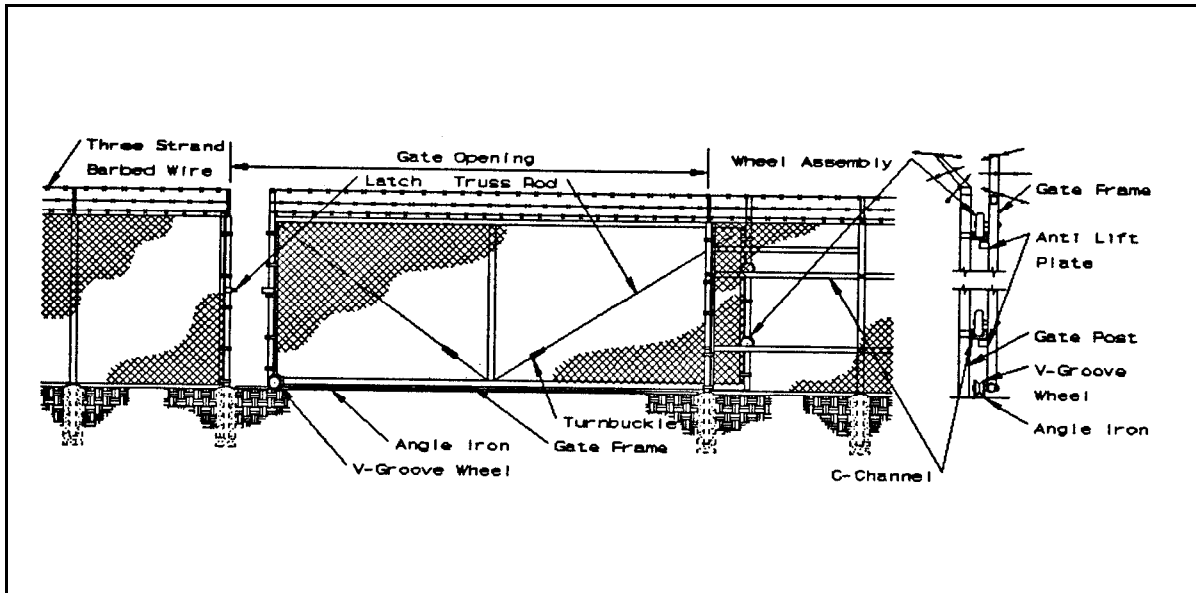 Three Strand
Barbed Wire
Gate Opening
Latch
Truss Rod
Wheel Assembly
Gate Frame
Anti Lift
Plate
Gate Post
V-Groove
Wheel
Angle Iron
C-Channel
Turnbuckle
Angle Iron
Gate Frame
V-Groove Wheel